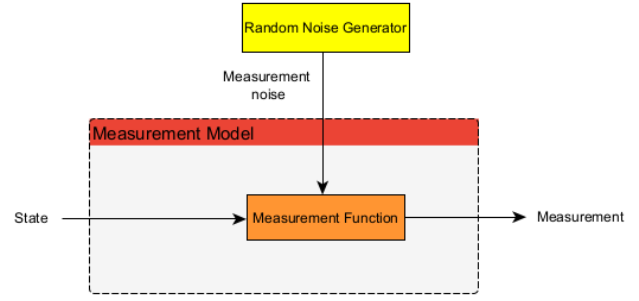 Random Noise Generator
Measurement
noise
Measurement Model
State
Measurement Function
Measurement